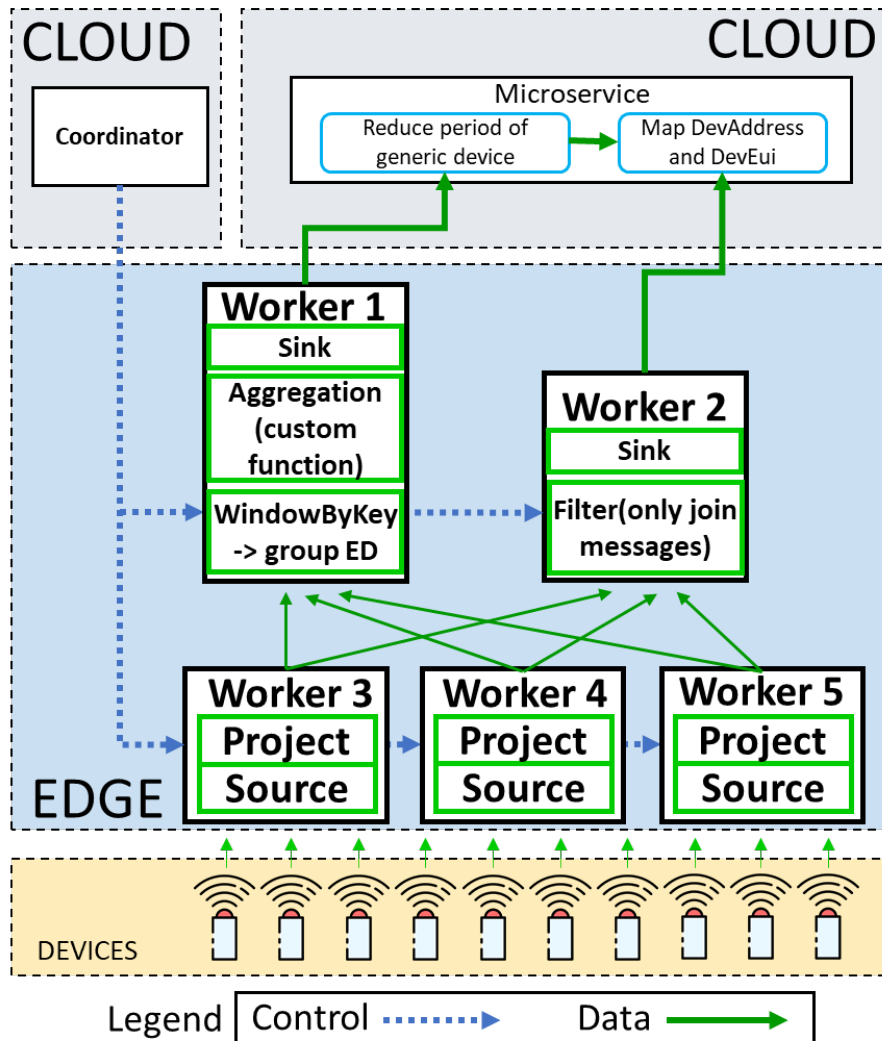 CLOUD
Coordinator
CLOUD
Microservice
Reduce period of
generic device
Map DevAddress
and DevEui
Worker 1
Sink
Aggregation
(custom
function)
WindowByKey
-> group ED
Worker 2
Sink
Filter(only join
messages)
Worker 3
Project
Source
Worker 4
Project
Source
Worker 5
Project
Source
EDGE
DEVICES
Legend
Control
Data